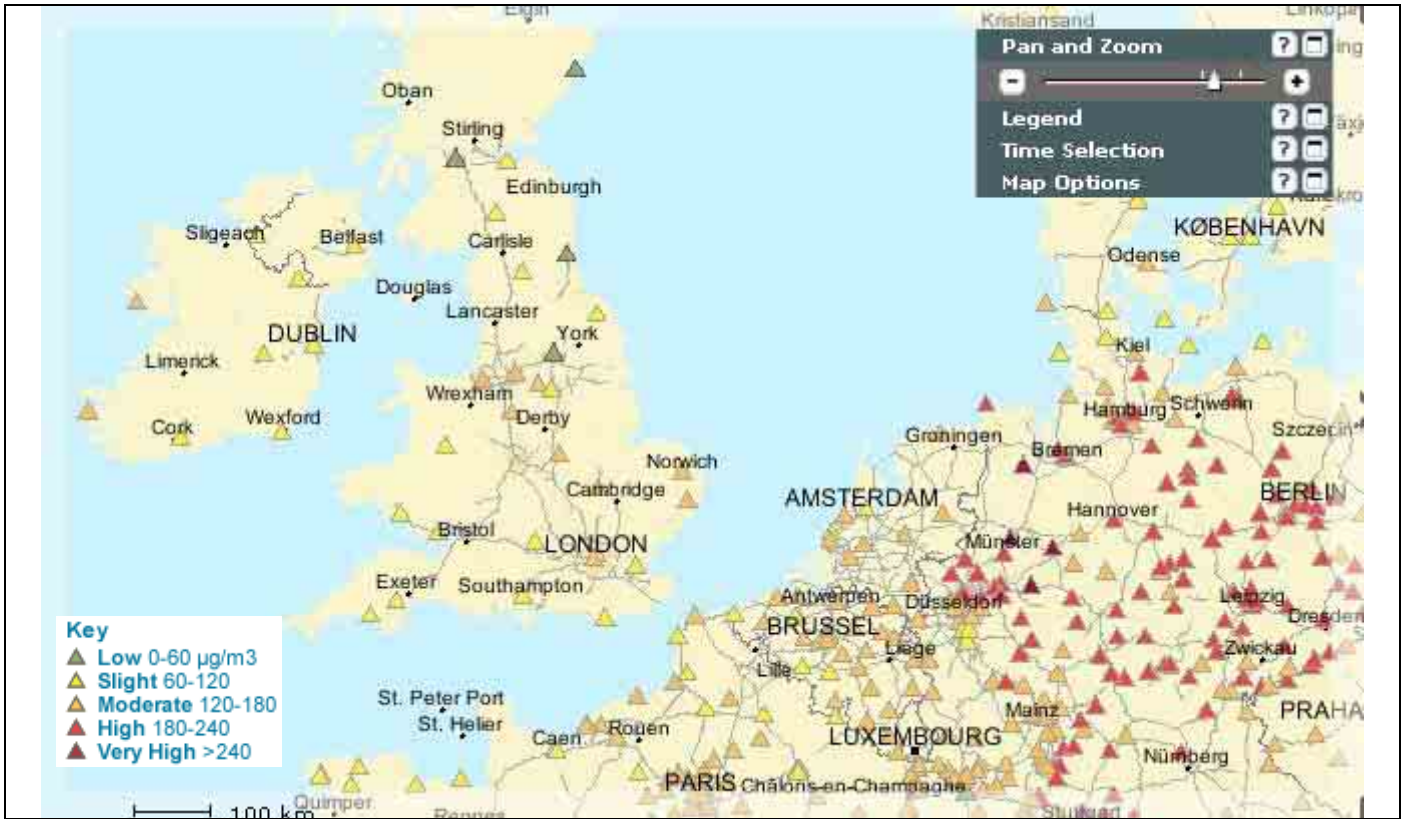 Elgin
Kristiansand
Pan and Zoom ?
- +
Legend ?
Time Selection ?
Map Options ?
Oban
Stirling
Edinburgh
KØBENHAVN
Sligeach
Belfast
Carlisle
Odense
Douglas
Lancaster
DUBLIN
York
Kiel
Limerick
Wrexham
Hamburg
Schwerin
Wexford
Derby
Cork
Groningen
Bremen
Szczecin
Norwich
Cambridge
AMSTERDAM
BERLIN
Hannover
Bristol
LONDON
Münster
Exeter
Southampton
Antwerpen
Düsseldorf
Leipzig
Dresden
BRUSSEL
Liege
Zwickau
Lille
Key
Low 0-60 µg/m3
Slight 60-120
Moderate 120-180
High 180-240
Very High >240
St. Peter Port
St. Helier
Rouen
Caen
Mainz
PRAHA
LUXEMBOURG
Nürnberg
PARIS
Châlons-en-Champagne
Quimper
Rennes
Stuttgart
100 km